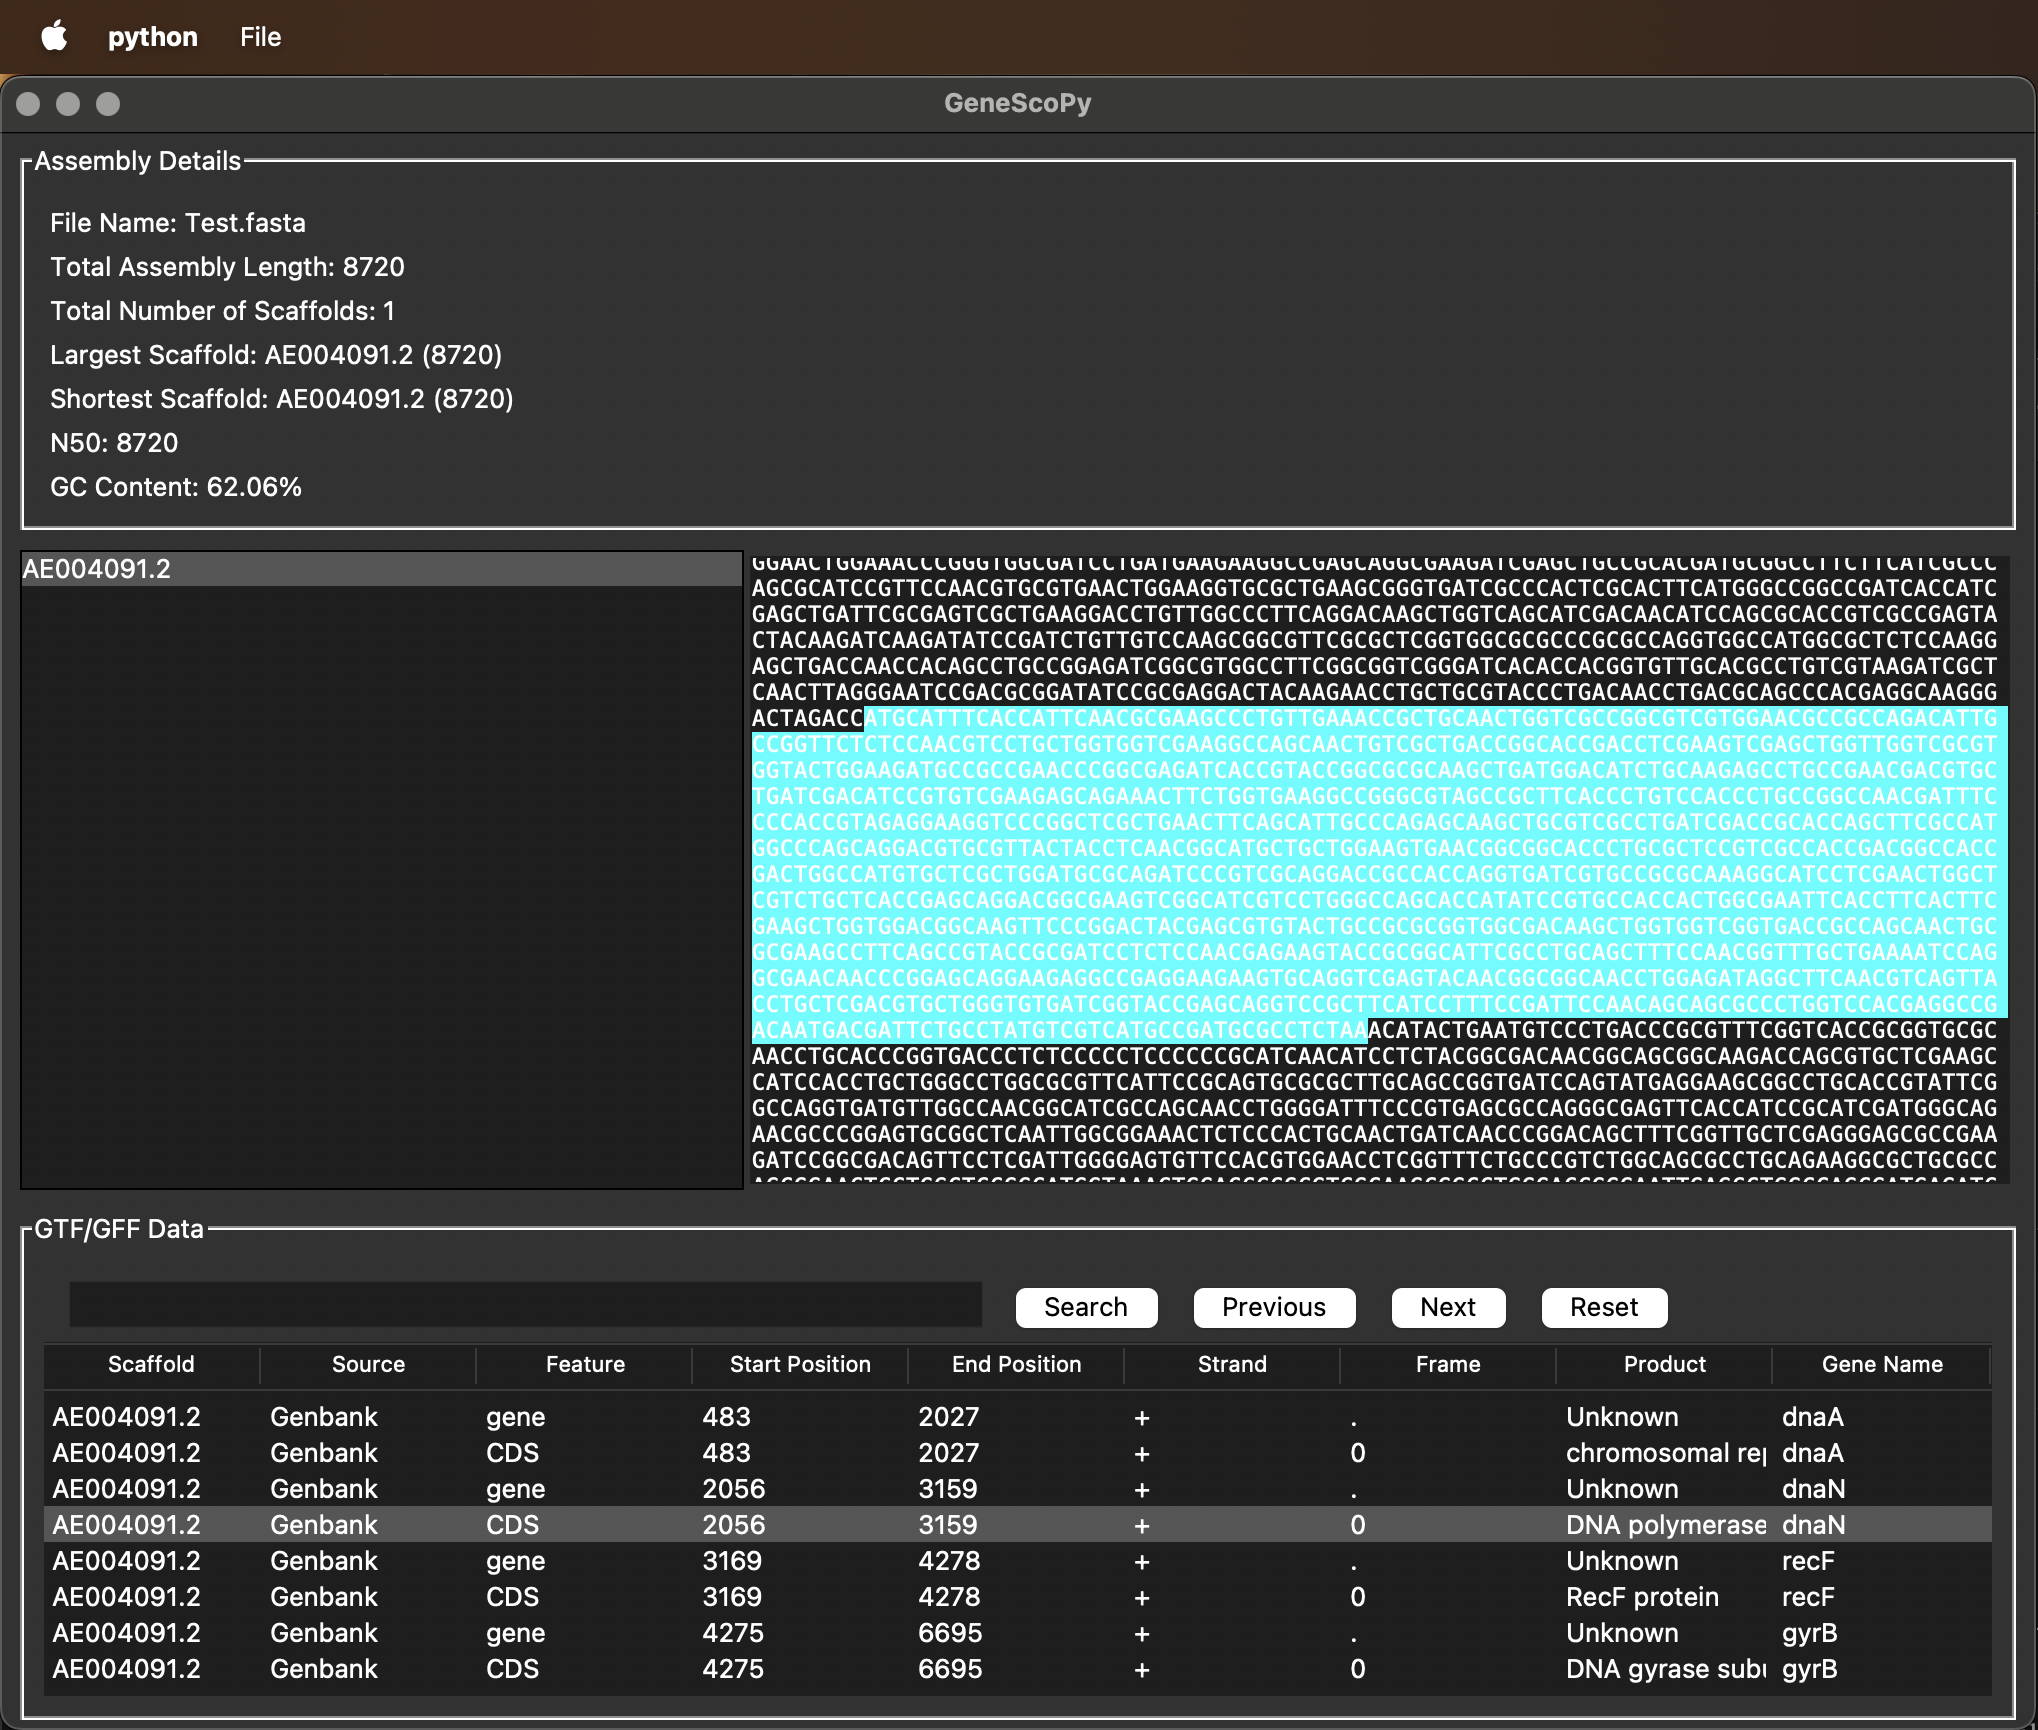 python File
GeneScoPy
Assembly Details
File Name: Test.fasta
Total Assembly Length: 8720
Total Number of Scaffolds: 1
Largest Scaffold: AE004091.2 (8720)
Shortest Scaffold: AE004091.2 (8720)
N50: 8720
GC Content: 62.06%
AE004091.2
GGAACTGGAAACCCGGGTGGCGATCCTGATGAAGAAGGCCGAGCAGGCGAAGATCGAGCTGCCGCACGATGCGGCCTTCTTCATCGCCC
AGCGCATCCGTTCCAACGTGCGTGAACTGGAAGGTGCGCTGAAGCGGGTGATCGCCCACTCGCACTTCATGGGCCGGCCGATCACCATC
GAGCTGATTCGCGAGTCGCTGAAGGACCTGTTGGCCCTTCAGGACAAGCTGGTCAGCATCGACAACATCCAGCGCACCGTCGCCGAGTA
CTACAAGATCAAGATATCCGATCTGTTGTCCAAGCGGCGTTCGCGCTCGGTGGCGCGCCCGCGCCAGGTGGCCATGGCGCTCTCCAAGG
AGCTGACCAACCACAGCCTGCCGGAGATCGGCGTGGCCTTCGGCGGTCGGGATCACACCACGGTGTTGCACGCCTGTCGTAAGATCGCT
CAACTTAGGGAATCCGACGCGGATATCCGCGAGGACTACAAGAACCTGCTGCGTACCCTGACAACCTGACGCAGCCCACGAGGCAAGGG
ACTAGACCATGCATTTCACCATTCAACGCGAAGCCCTGTTGAAACCGCTGCAACTGGTCGCCGGCGTCGTGGAACGCCGCCAGACATTG
CCGGTTCTCTCCAACGTCCTGCTGGTGGTCGAAGGCCAGCAACTGTCGCTGACCGGCACCGACCTCGAAGTCGAGCTGGTTGGTCGCGT
GGTACTGGAAGATGCCGCCGAACCCGGCGAGATCACCGTACCGGCGCGCAAGCTGATGGACATCTGCAAGAGCCTGCCGAACGACGTGC
TGATCGACATCCGTGTCGAAGAGCAGAAACTTCTGGTGAAGGCCGGGCGTAGCCGCTTCACCCTGTCCACCCTGCCGGCCAACGATTTC
CCCACCGTAGAGGAAGGTCCCGGCTCGCTGAACTTCAGCATTGCCCAGAGCAAGCTGCGTCGCCTGATCGACCGCACCAGCTTCGCCAT
GGCCCAGCAGGACGTGCGTTACTACCTCAACGGCATGCTGCTGGAAGTGAACGGCGGCACCCTGCGCTCCGTCGCCACCGACGGCCACC
GACTGGCCATGTGCTCGCTGGATGCGCAGATCCCGTCGCAGGACCGCCACCAGGTGATCGTGCCGCGCAAAGGCATCCTCGAACTGGCT
CGTCTGCTCACCGAGCAGGACGGCGAAGTCGGCATCGTCCTGGGCCAGCACCATATCCGTGCCACCACTGGCGAATTCACCTTCACTTC
GAAGCTGGTGGACGGCAAGTTCCCGGACTACGAGCGTGTACTGCCGCGCGGTGGCGACAAGCTGGTGGTCGGTGACCGCCAGCAACTGC
GCGAAGCCTTCAGCCGTACCGCGATCCTCTCCAACGAGAAGTACCGCGGCATTCGCCTGCAGCTTTCCAACGGTTTGCTGAAAATCCAG
GCGAACAACCCGGAGCAGGAAGAGGCCGAGGAAGAAGTGCAGGTCGAGTACAACGGCGGCAACCTGGAGATAGGCTTCAACGTCAGTTA
CCTGCTCGACGTGCTGGGTGTGATCGGTACCGAGCAGGTCCGCTTCATCCTTTCCGATTCCAACAGCAGCGCCCTGGTCCACGAGGCCG
ACAATGACGATTCTGCCTATGTCGTCATGCCGATGCGCCTCTAAACATACTGAATGTCCCTGACCCGCGTTTCGGTCACCGCGGTGCGC
AACCTGCACCCGGTGACCCTCTCCCCCTCCCCCCGCATCAACATCCTCTACGGCGACAACGGCAGCGGCAAGACCAGCGTGCTCGAAGC
CATCCACCTGCTGGGCCTGGCGCGTTCATTCCGCAGTGCGCGCTTGCAGCCGGTGATCCAGTATGAGGAAGCGGCCTGCACCGTATTCG
GCCAGGTGATGTTGGCCAACGGCATCGCCAGCAACCTGGGGATTTCCCGTGAGCGCCAGGGCGAGTTCACCATCCGCATCGATGGGCAG
AACGCCCGGAGTGCGGCTCAATTGGCGGAAACTCTCCCACTGCAACTGATCAACCCGGACAGCTTTCGGTTGCTCGAGGGAGCGCCGAA
GATCCGGCGACAGTTCCTCGATTGGGGAGTGTTCCACGTGGAACCTCGGTTTCTGCCCGTCTGGCAGCGCCTGCAGAAGGCGCTGCGCC
GTF/GFF Data
Search Previous Next Reset
Scaffold Source Feature Start Position End Position Strand Frame Product Gene Name
AE004091.2 Genbank gene 483 2027 + . Unknown dnaA
AE004091.2 Genbank CDS 483 2027 + 0 chromosomal dnaA
AE004091.2 Genbank gene 2056 3159 + . Unknown dnaN
AE004091.2 Genbank CDS 2056 3159 + 0 DNA polymerase dnaN
AE004091.2 Genbank gene 3169 4278 + . Unknown recF
AE004091.2 Genbank CDS 3169 4278 + 0 RecF protein recF
AE004091.2 Genbank gene 4275 6695 + . Unknown gyrB
AE004091.2 Genbank CDS 4275 6695 + 0 DNA gyrase gyrB